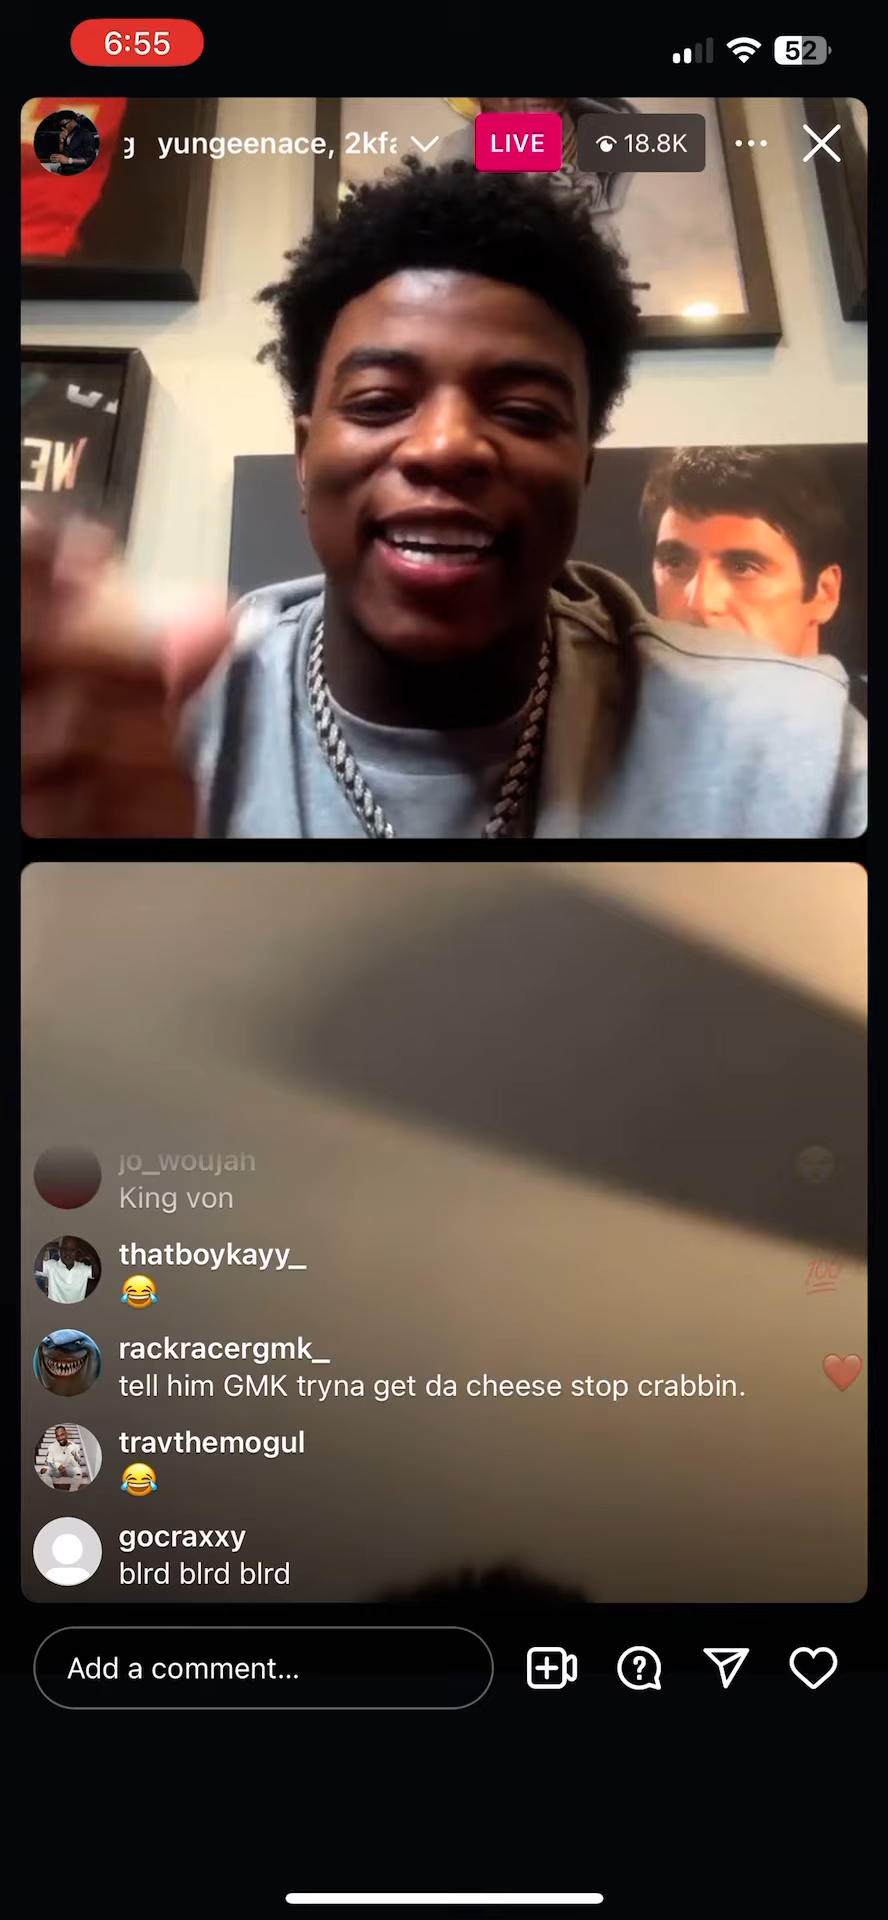 6:55
52
g yungeenace, 2kfa
LIVE
18.8K
jo_woujah
King von
thatboykayy_
😂
rackracergmk_
tell him GMK tryna get da cheese stop crabbin.
travthemogul
😂
gocraxxy
blrd blrd blrd
Add a comment...